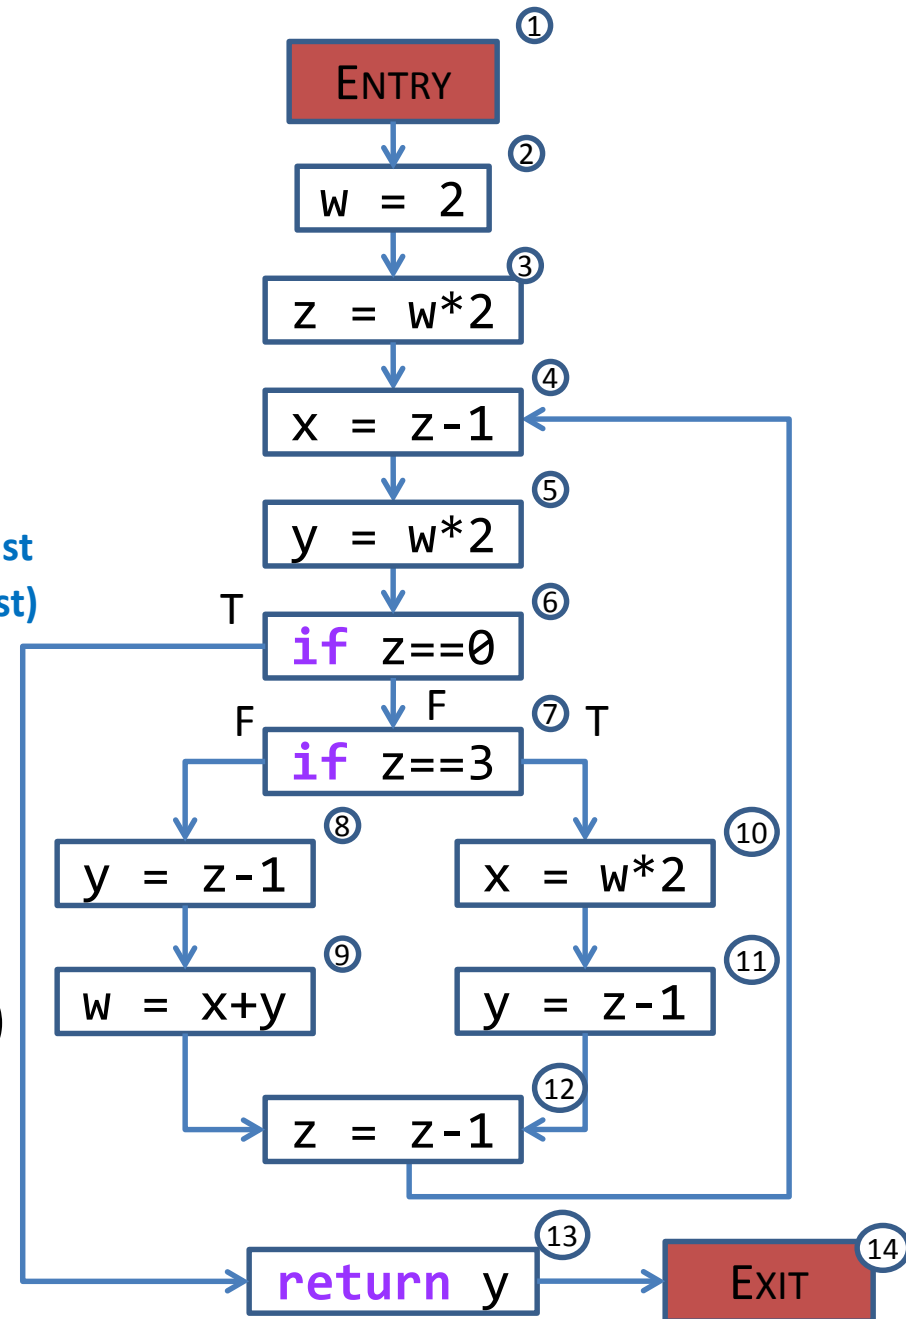 1
ENTRY
2
w = 2
3
z = w*2
4
x = z-1
5
y = w*2
st
st)
T
6
if z==0
F
F
7
T
if z==3
8
10
y = z-1
x = w*2
9
11
w = x+y
y = z-1
)
12
z = z-1
13
14
return y
EXIT